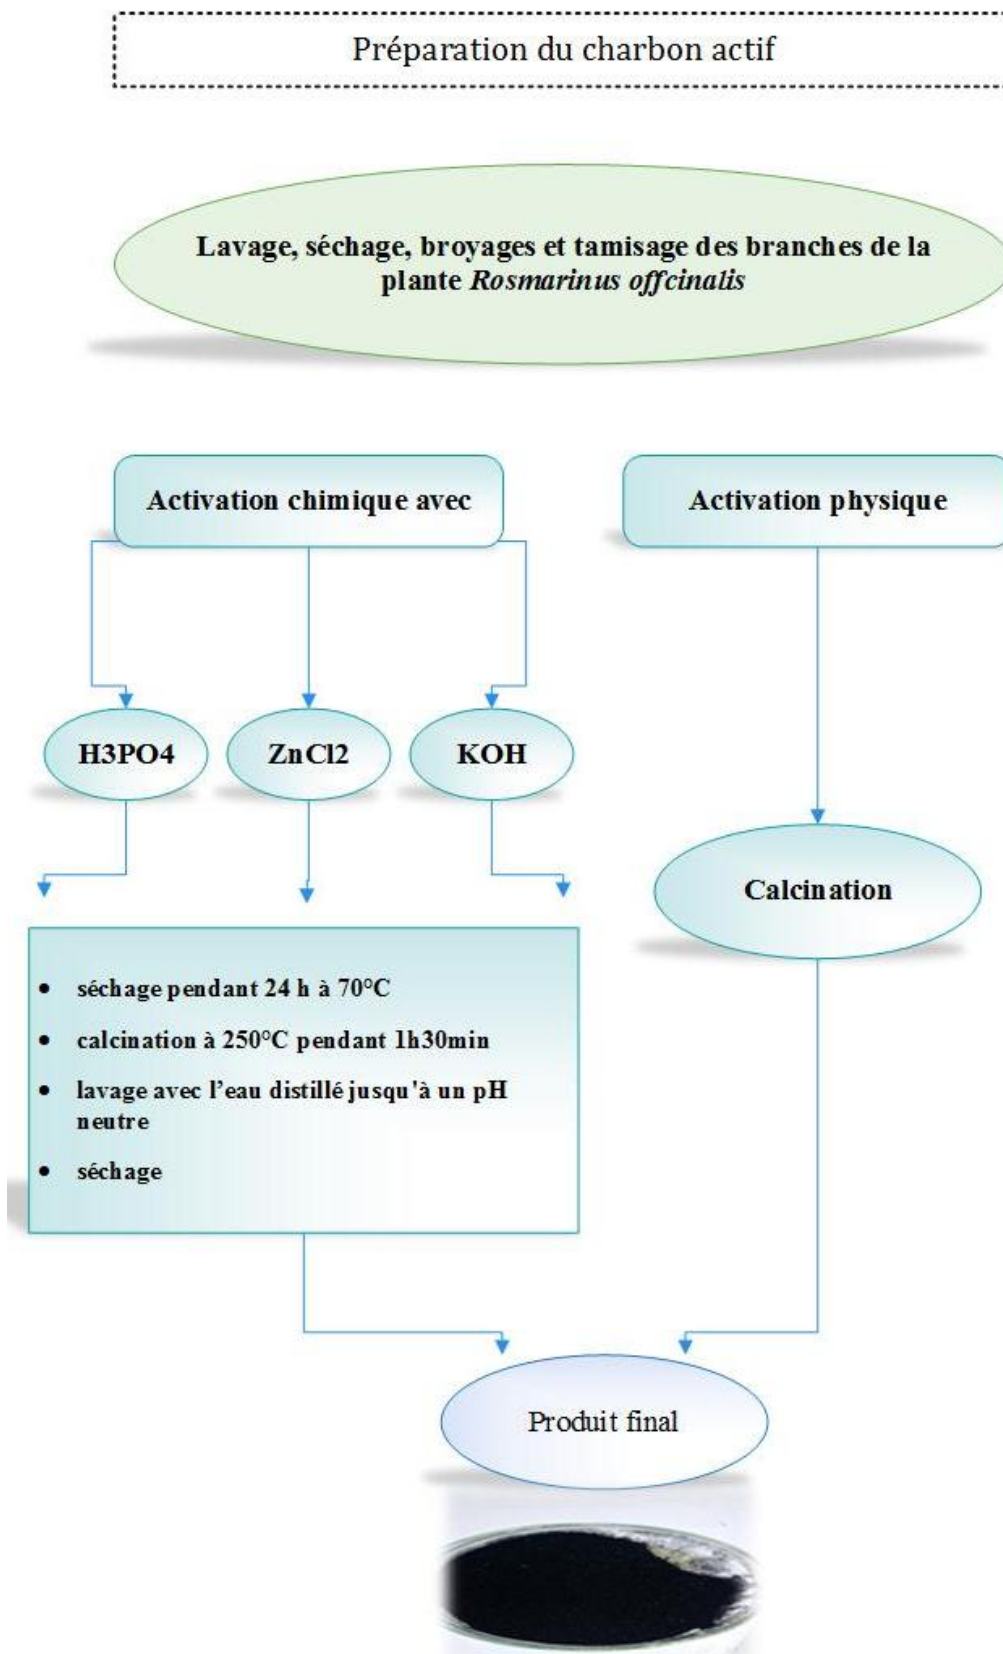 Préparation du charbon actif
Lavage, séchage, broyages et tamisage des branches de la
plante Rosmarinus offcinalis
Activation chimique avec
Activation physique
H3PO4
ZnCl2
KOH
Calcination
• séchage pendant 24 h à 70°C
• calcination à 250°C pendant 1h30min
• lavage avec l’eau distillé jusqu'à un pH
neutre
• séchage
Produit final